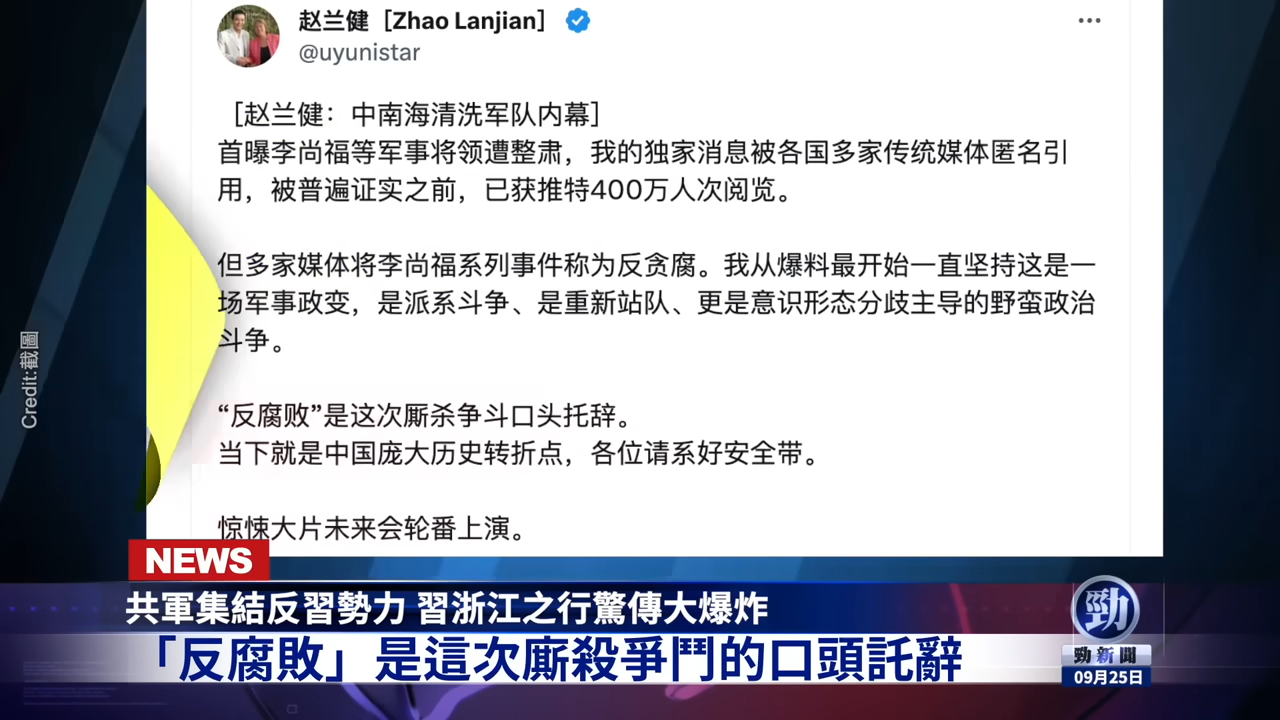 赵兰健［Zhao Lanjian］
@uyunistar
［赵兰健：中南海清洗军队内幕］
首曝李尚福等军事将领遭整肃，我的独家消息被各国多家传统媒体匿名引
用，被普遍证实之前，已获推特400万人次阅览。
但多家媒体将李尚福系列事件称为反贪腐。我从爆料最开始一直坚持这是一
场军事政变，是派系斗争、是重新站队、更是意识形态分歧主导的野蛮政治
斗争。
“反腐败”是这次厮杀争斗口头托辞。
当下就是中国庞大历史转折点，各位请系好安全带。
惊悚大片未来会轮番上演。
Credit:截圖
NEWS
共軍集結反習勢力 習浙江之行驚傳大爆炸
「反腐敗」是這次廝殺爭鬥的口頭託辭
勁
勁新聞
09月25日